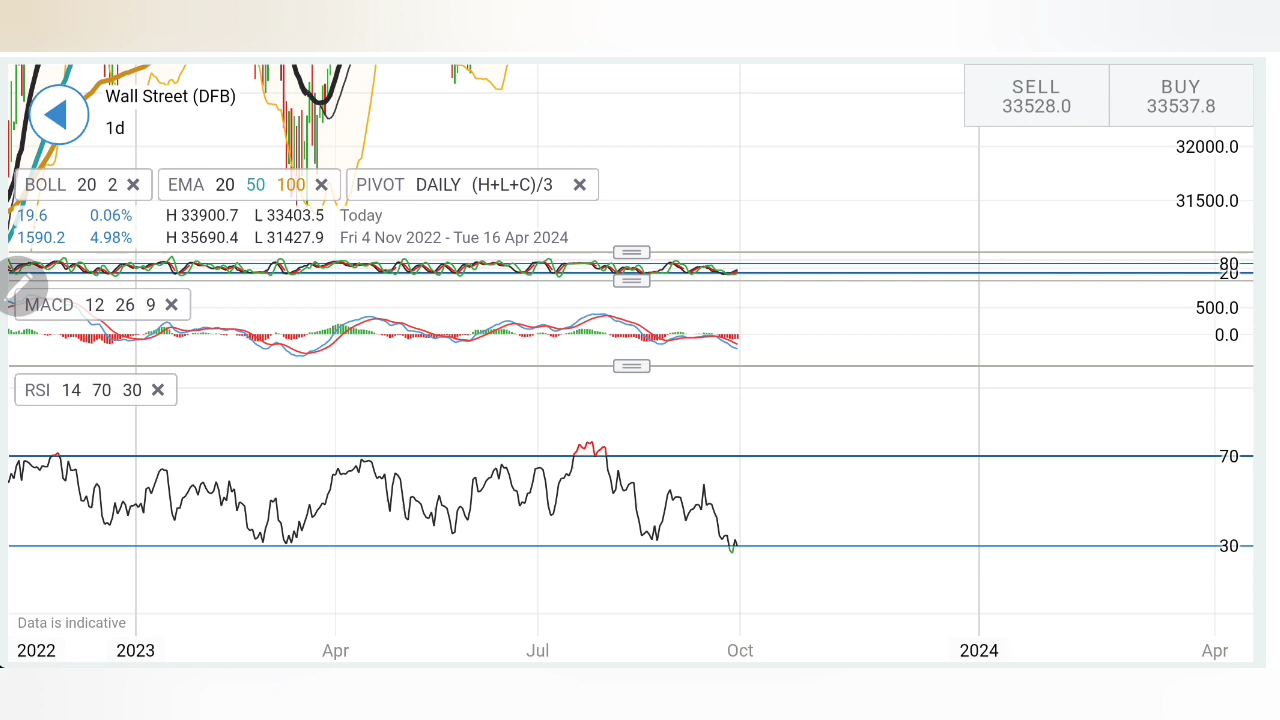 Wall Street (DFB)
1d
SELL BUY
33528.0 33537.8
32000.0
31500.0
BOLL 20 2 EMA 20 50 100 PIVOT DAILY (H+L+C)/3
19.6 0.06% H 33900.7 L 33403.5 Today
1590.2 4.98% H 35690.4 L 31427.9 Fri 4 Nov 2022 - Tue 16 Apr 2024
80
20
MACD 12 26 9
500.0
0.0
RSI 14 70 30
70
30
Data is indicative
2022 2023 Apr Jul Oct 2024 Apr